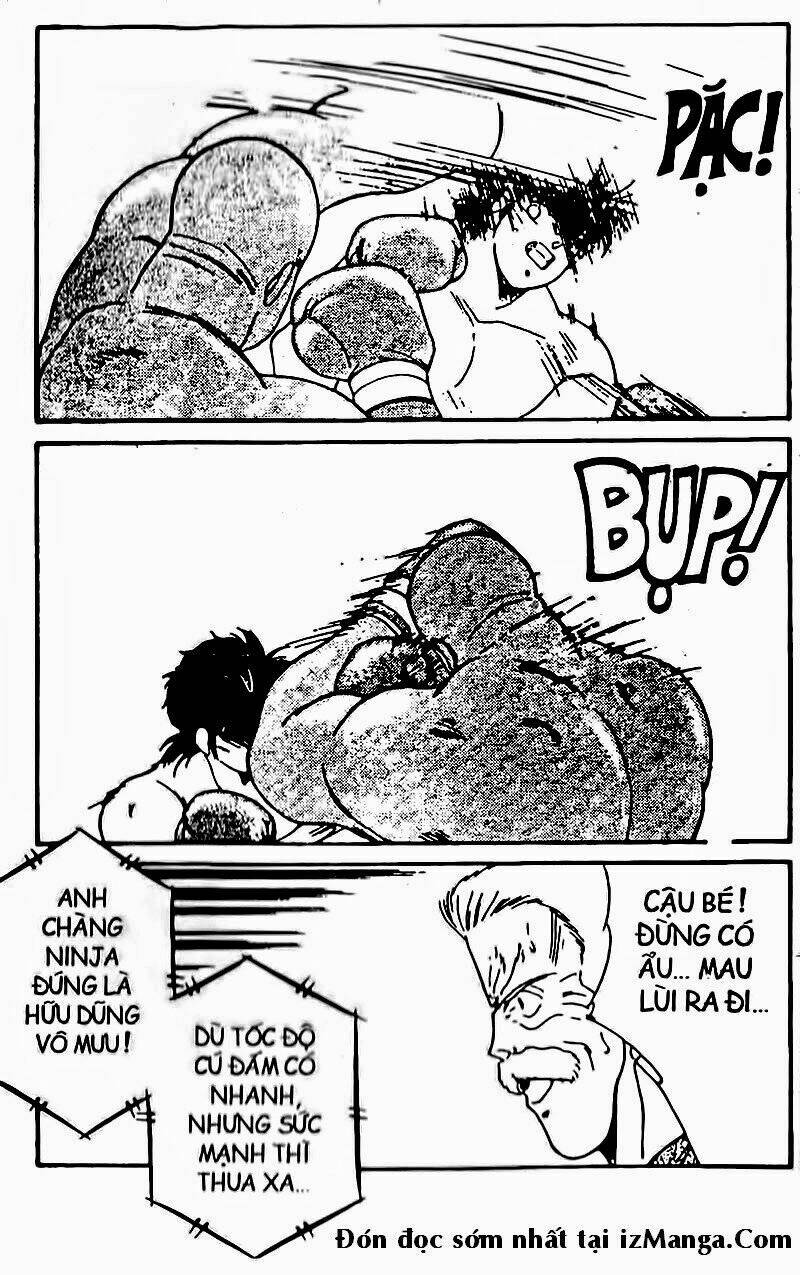 PẶC!
BỤP!
ANH
CHÀNG
NINJA
ĐÚNG LÀ
HỮU DŨNG
VÔ MƯU!
DÙ TỐC ĐỘ
CÚ ĐẤM CÓ
NHANH,
NHƯNG SỨC
MẠNH THÌ
THUA XA...
CẬU BÉ!
ĐỪNG CÓ
ẨU... MAU
LÙI RA ĐI...
Đón đọc sớm nhất tại izManga.Com